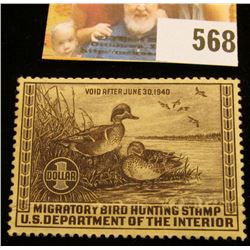 568
VOID AFTER JUNE 30, 1940
1
DOLLAR
MIGRATORY BIRD HUNTING STAMP
U.S. DEPARTMENT OF THE INTERIOR